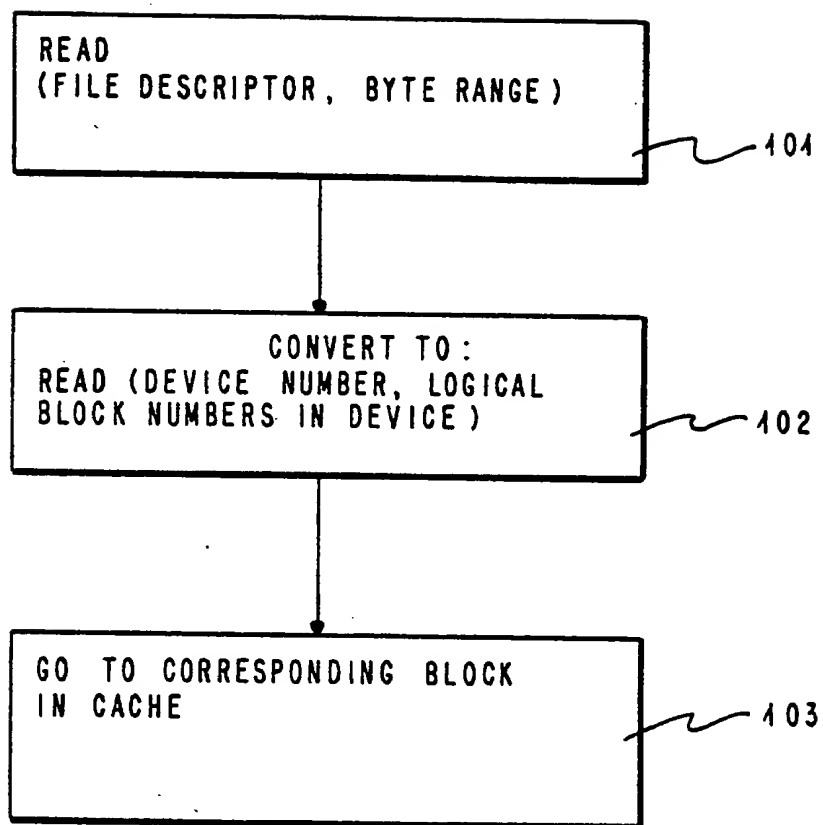 READ
(FILE DESCRIPTOR, BYTE RANGE)
101
CONVERT TO:
READ (DEVICE NUMBER, LOGICAL
BLOCK NUMBERS IN DEVICE)
102
GO TO CORRESPONDING BLOCK
IN CACHE
103